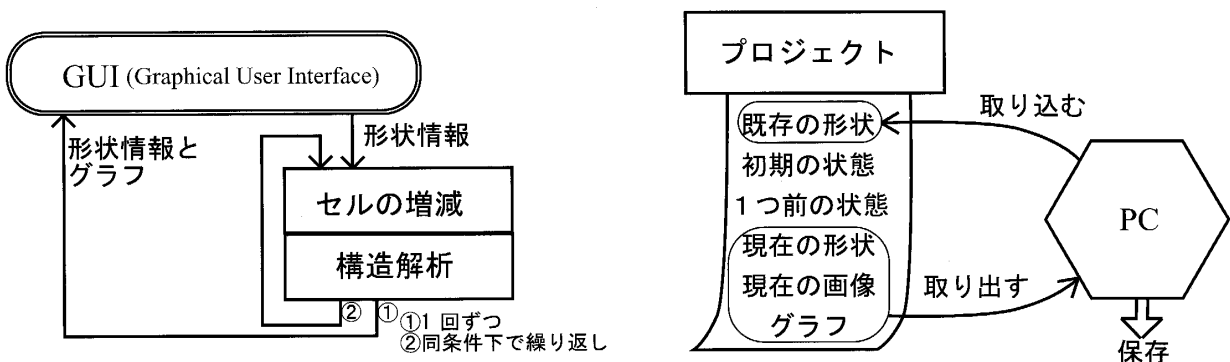 GUI (Graphical User Interface)
形状情報と
グラフ
形状情報
セルの増減
構造解析
② ①
①1 回ずつ
②同条件下で繰り返し
プロジェクト
既存の形状
初期の状態
1つ前の状態
現在の形状
現在の画像
グラフ
取り込む
PC
取り出す
保存